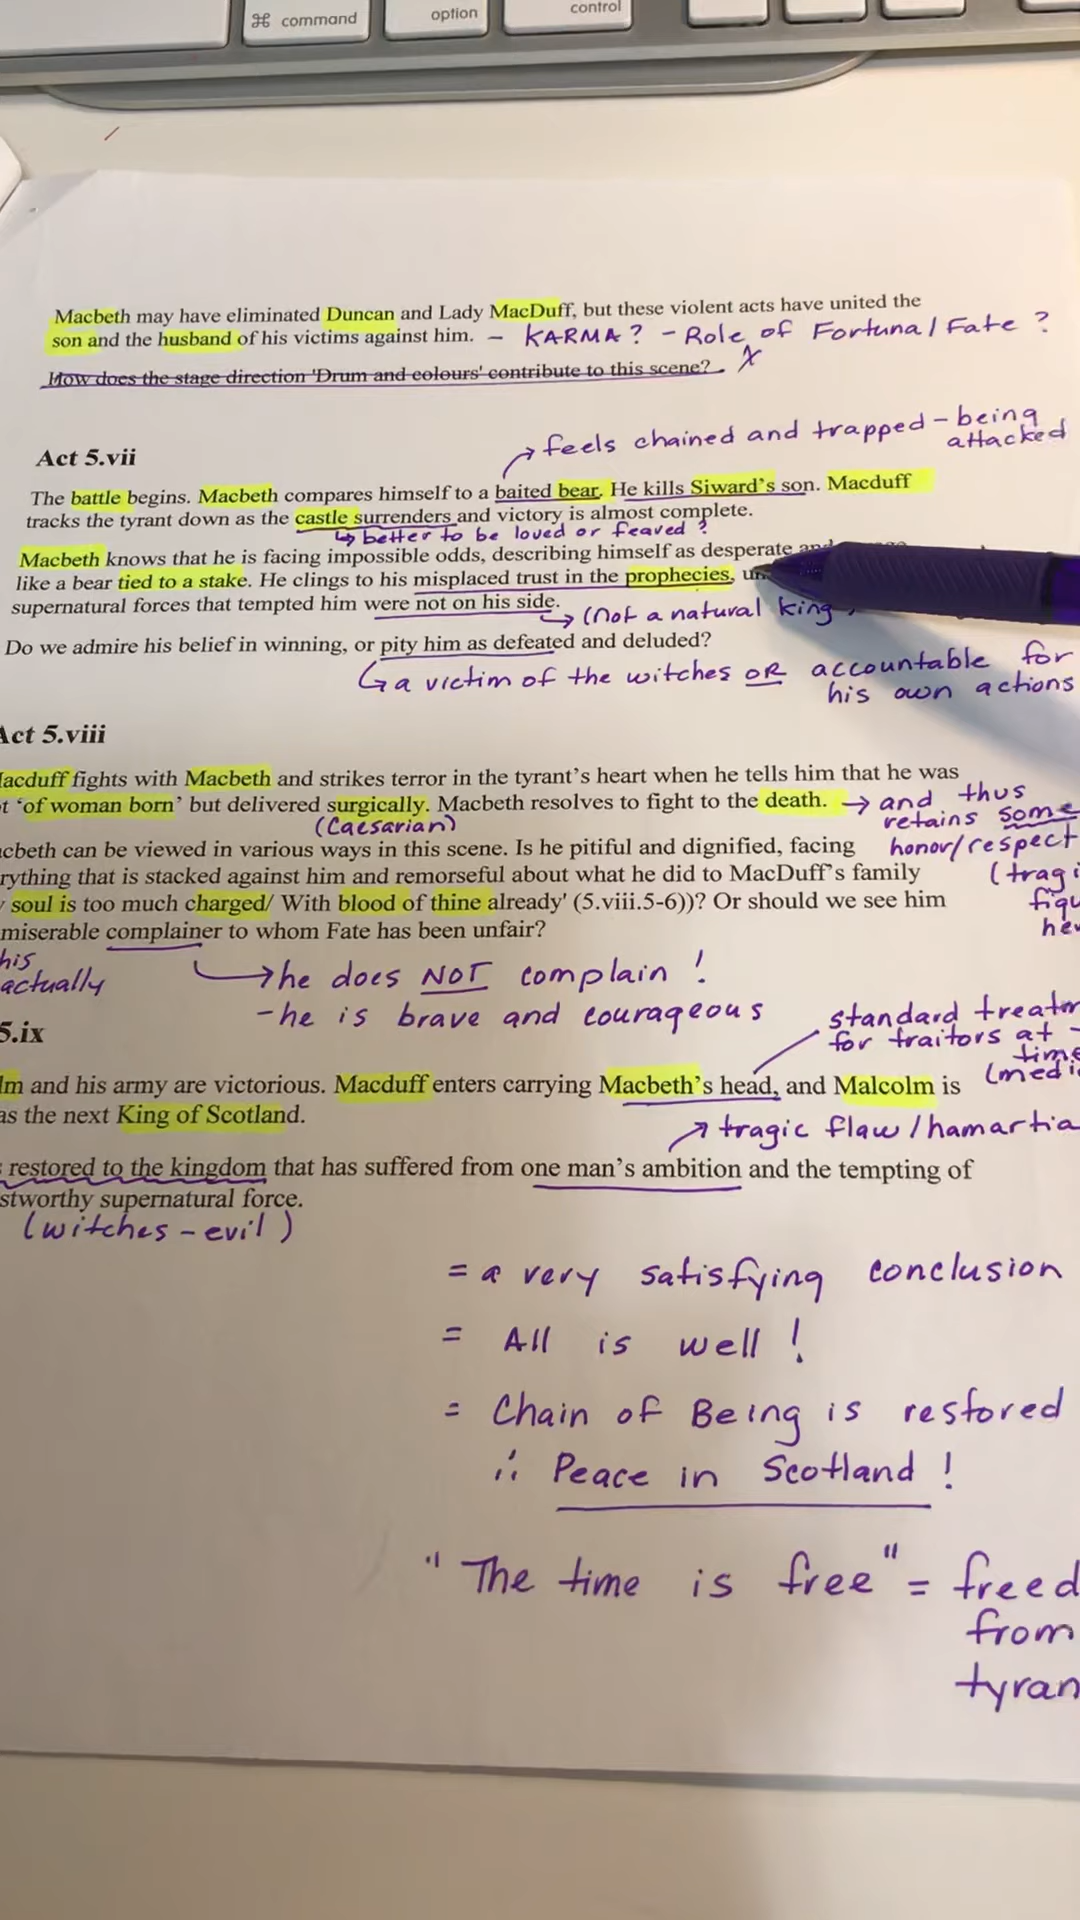 ⌘ command
option
control
Macbeth may have eliminated Duncan and Lady MacDuff, but these violent acts have united the
son and the husband of his victims against him. – KARMA? – Role of Fortuna/Fate?
How does the stage direction 'Drum and colours' contribute to this scene? X
feels chained and trapped – being
attacked
Act 5.vii
The battle begins. Macbeth compares himself to a baited bear. He kills Siward's son. Macduff
tracks the tyrant down as the castle surrenders and victory is almost complete.
↳ better to be loved or feared?
Macbeth knows that he is facing impossible odds, describing himself as desperate and
like a bear tied to a stake. He clings to his misplaced trust in the prophecies,
supernatural forces that tempted him were not on his side. → (not a natural king
Do we admire his belief in winning, or pity him as defeated and deluded?
↳ a victim of the witches OR accountable for
his own actions
Act 5.viii
acduff fights with Macbeth and strikes terror in the tyrant's heart when he tells him that he was
t 'of woman born' but delivered surgically. Macbeth resolves to fight to the death. → and thus
(Caesarian) retains some
cbeth can be viewed in various ways in this scene. Is he pitiful and dignified, facing honor/respect
rything that is stacked against him and remorseful about what he did to MacDuff's family (tragi
soul is too much charged/ With blood of thine already' (5.viii.5-6))? Or should we see him figu
miserable complainer to whom Fate has been unfair? her
his
actually → he does NOT complain!
– he is brave and courageous
standard treatm
for traitors at
time
(medi
5.ix
lm and his army are victorious. Macduff enters carrying Macbeth's head, and Malcolm is
as the next King of Scotland.
→ tragic flaw/hamartia
restored to the kingdom that has suffered from one man's ambition and the tempting of
stworthy supernatural force.
(witches – evil)
= a very satisfying conclusion
= All is well!
= Chain of Being is restored
∴ Peace in Scotland!
"The time is free" = freed
from
tyran